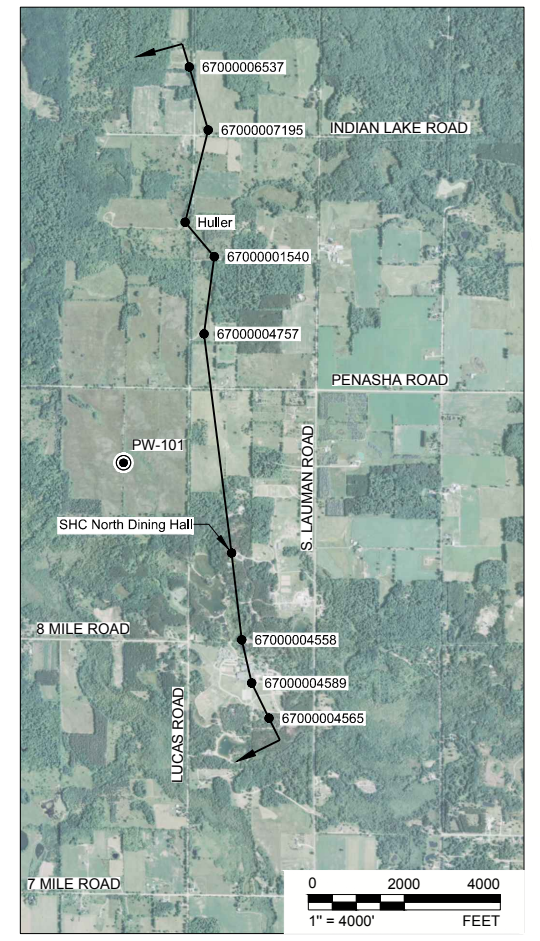 67000006537
67000007195
INDIAN LAKE ROAD
Huller
67000001540
67000004757
PENASHA ROAD
PW-101
S. LAUMAN ROAD
SHC North Dining Hall
8 MILE ROAD
67000004558
67000004589
67000004565
LUCAS ROAD
7 MILE ROAD
0 2000 4000
1" = 4000' FEET